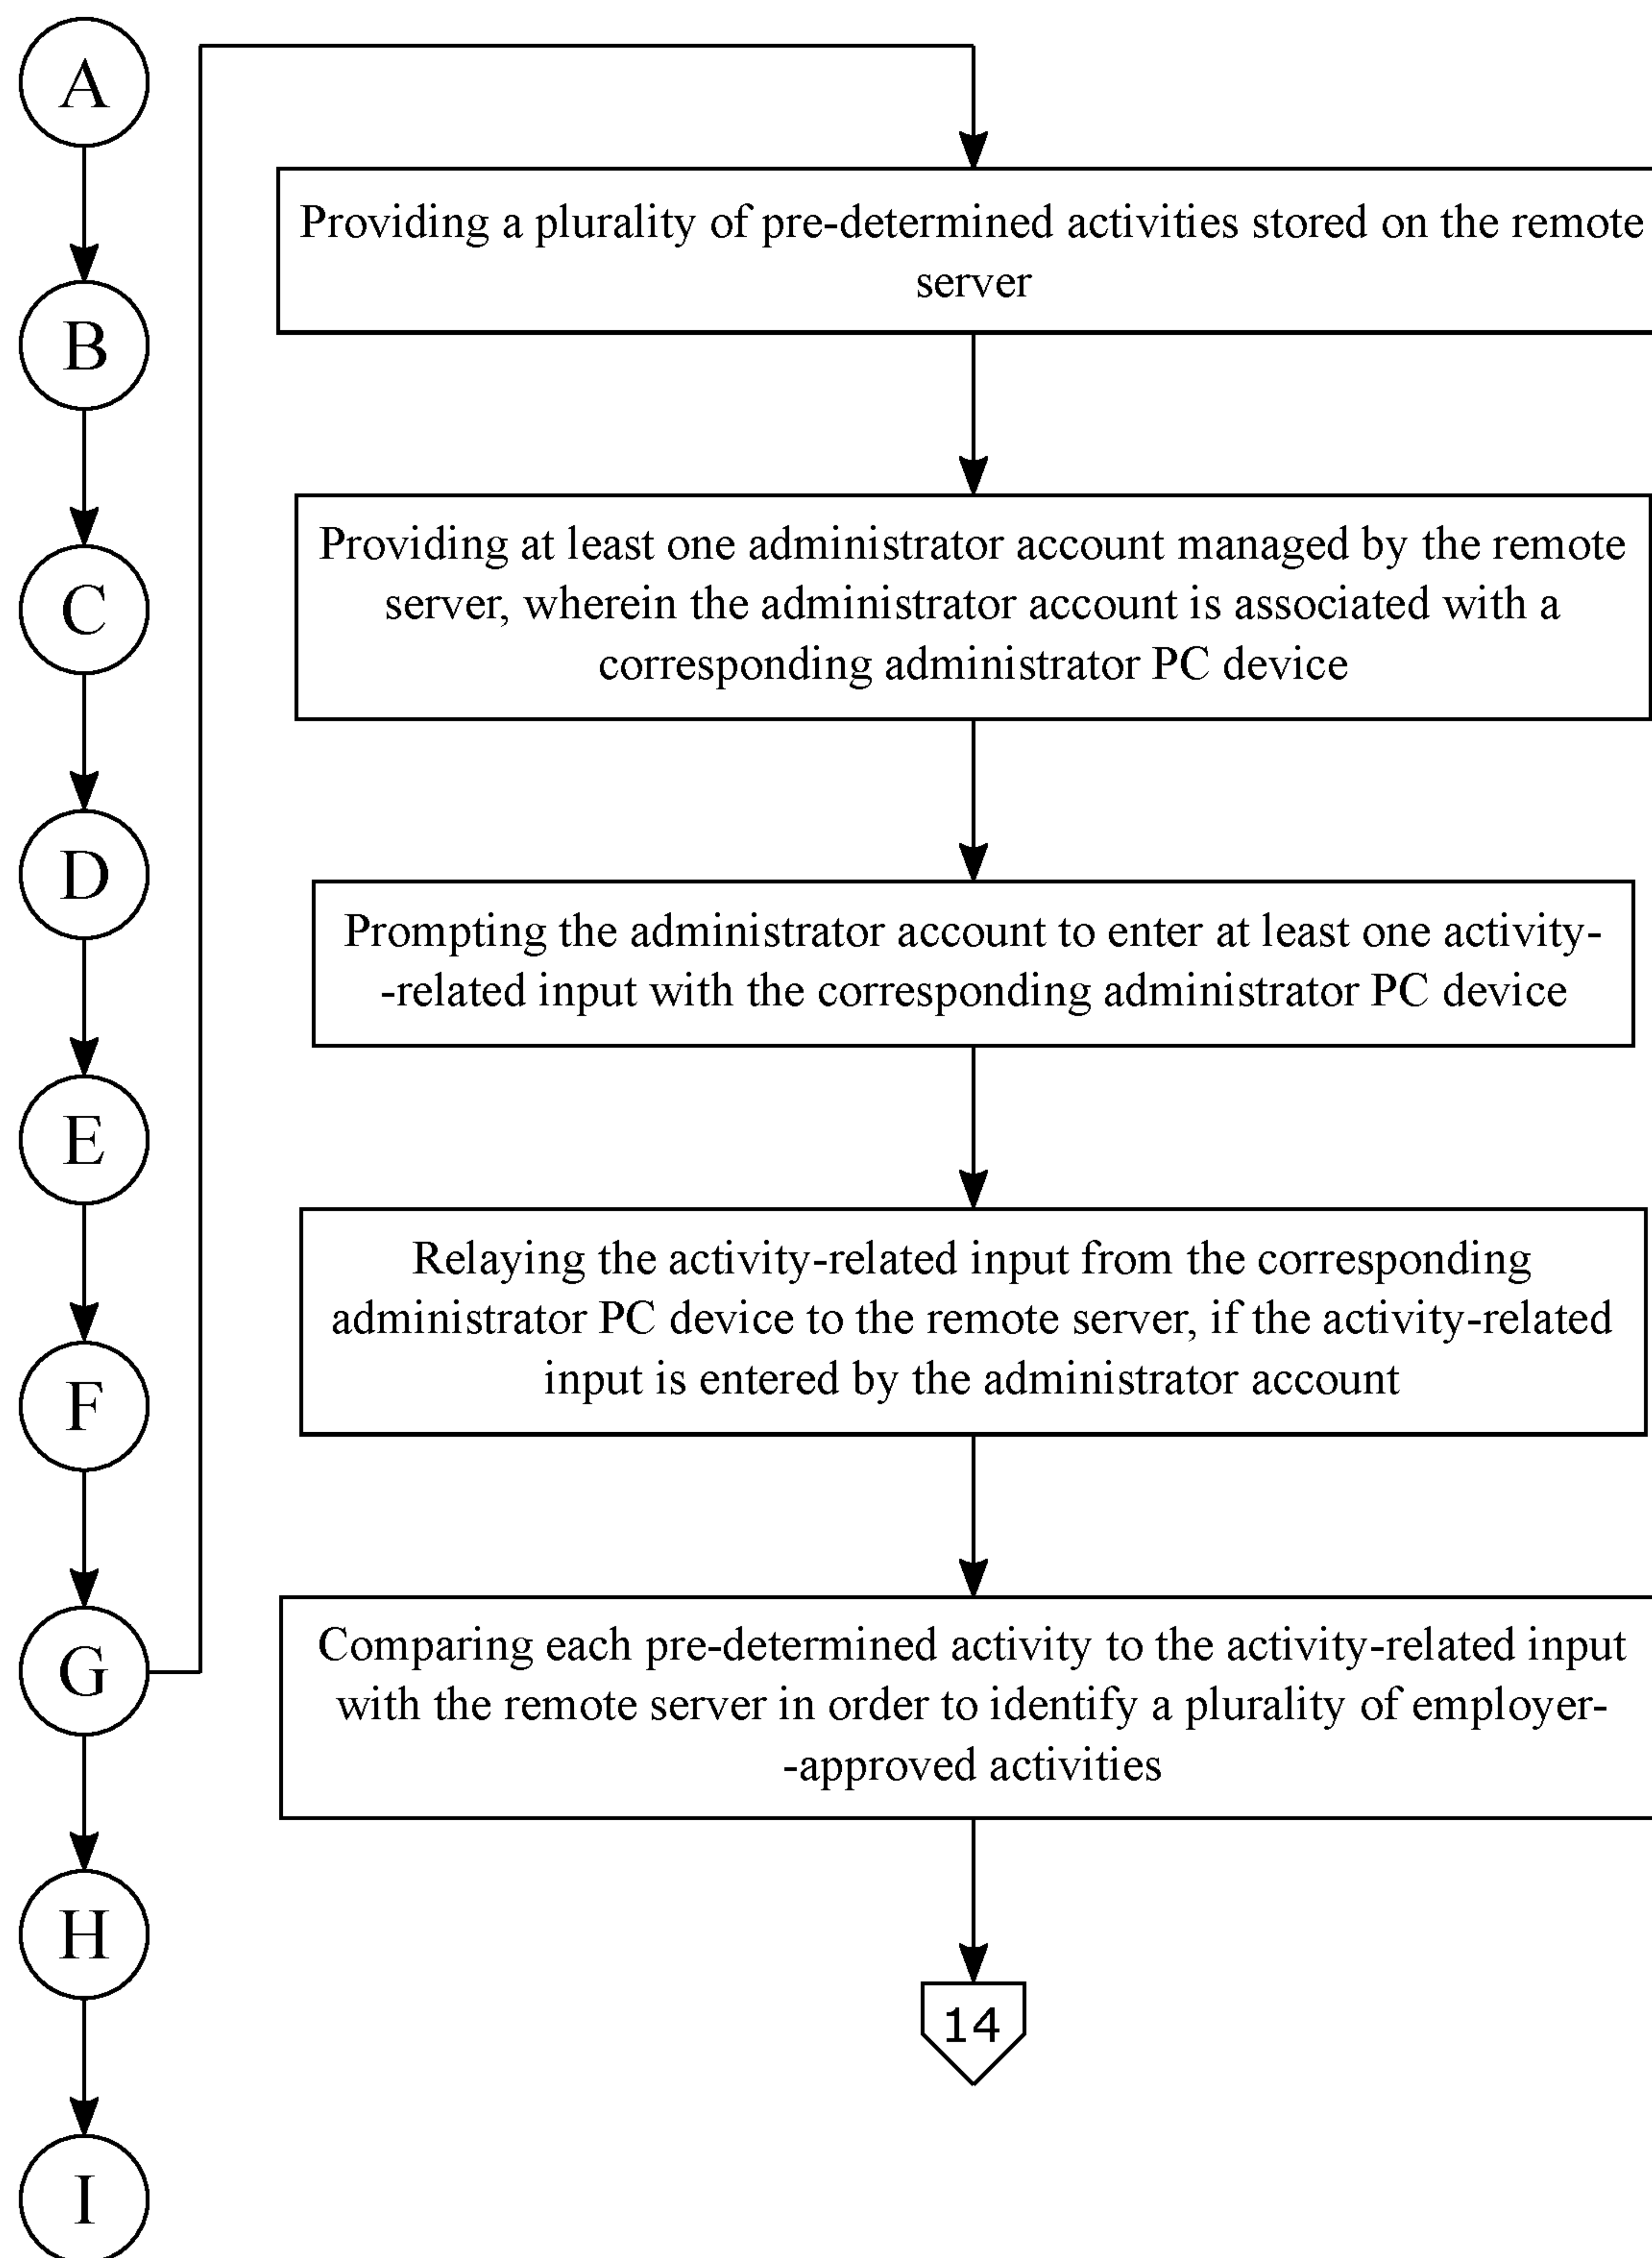 A
B
C
D
E
F
G
H
I
Providing a plurality of pre-determined activities stored on the remote
server
Providing at least one administrator account managed by the remote
server, wherein the administrator account is associated with a
corresponding administrator PC device
Prompting the administrator account to enter at least one activity-
-related input with the corresponding administrator PC device
Relaying the activity-related input from the corresponding
administrator PC device to the remote server, if the activity-related
input is entered by the administrator account
Comparing each pre-determined activity to the activity-related input
with the remote server in order to identify a plurality of employer-
-approved activities
14